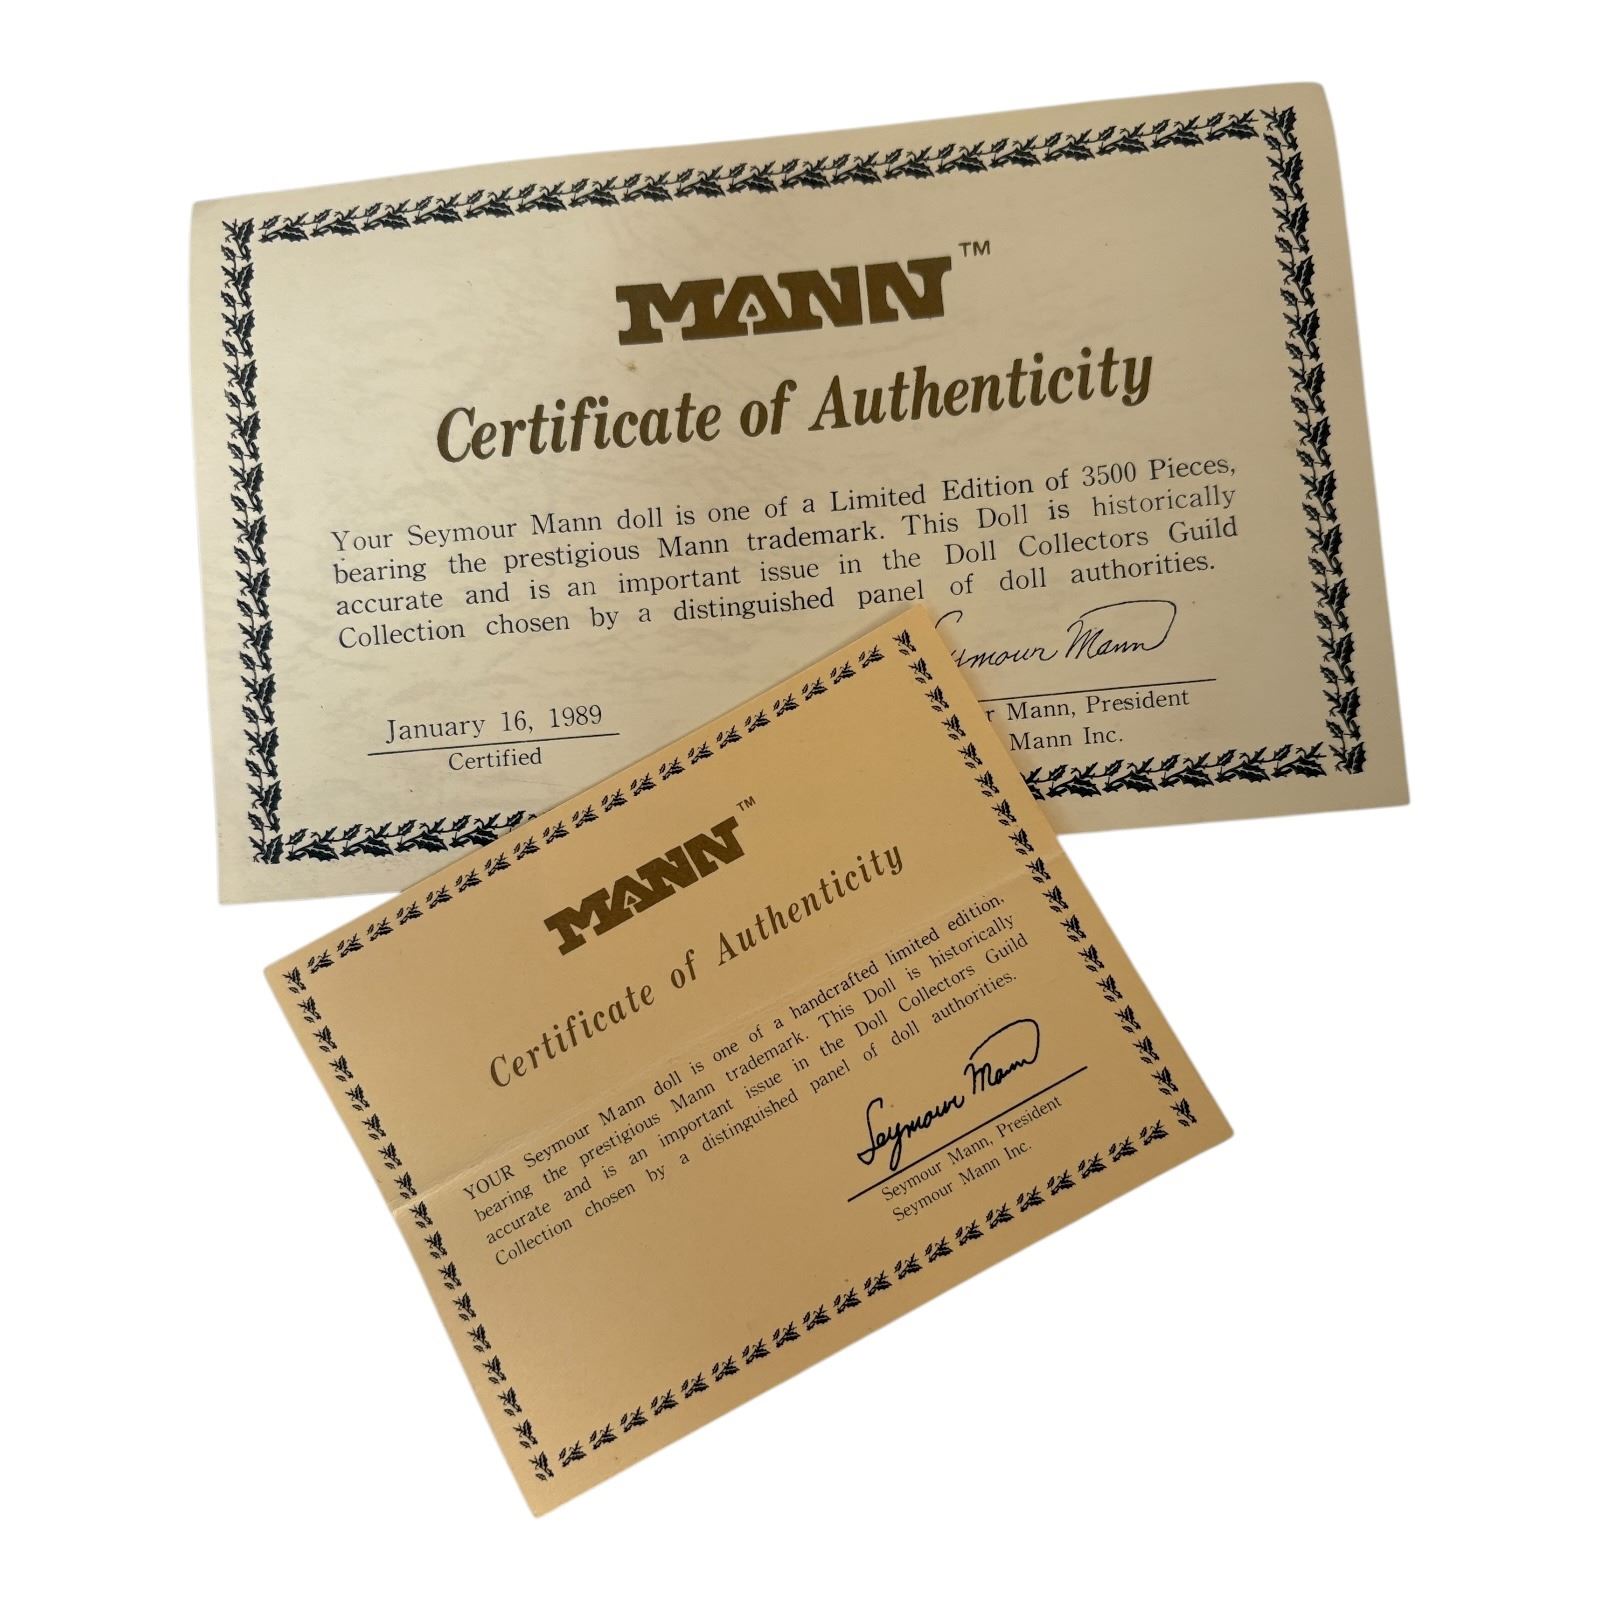 MANN™
Certificate of Authenticity
Your Seymour Mann doll is one of a Limited Edition of 3500 Pieces,
bearing the prestigious Mann trademark. This Doll is historically
accurate and is an important issue in the Doll Collectors Guild
Collection chosen by a distinguished panel of doll authorities.
Seymour Mann
January 16, 1989
Certified
r Mann, President
Mann Inc.
MANN™
Certificate of Authenticity
YOUR Seymour Mann doll is one of a handcrafted limited edition.
bearing the prestigious Mann trademark. This Doll is historically
accurate and is an important issue in the Doll Collectors Guild
Collection chosen by a distinguished panel of doll authorities.
Seymour Mann
Seymour Mann, President
Seymour Mann Inc.